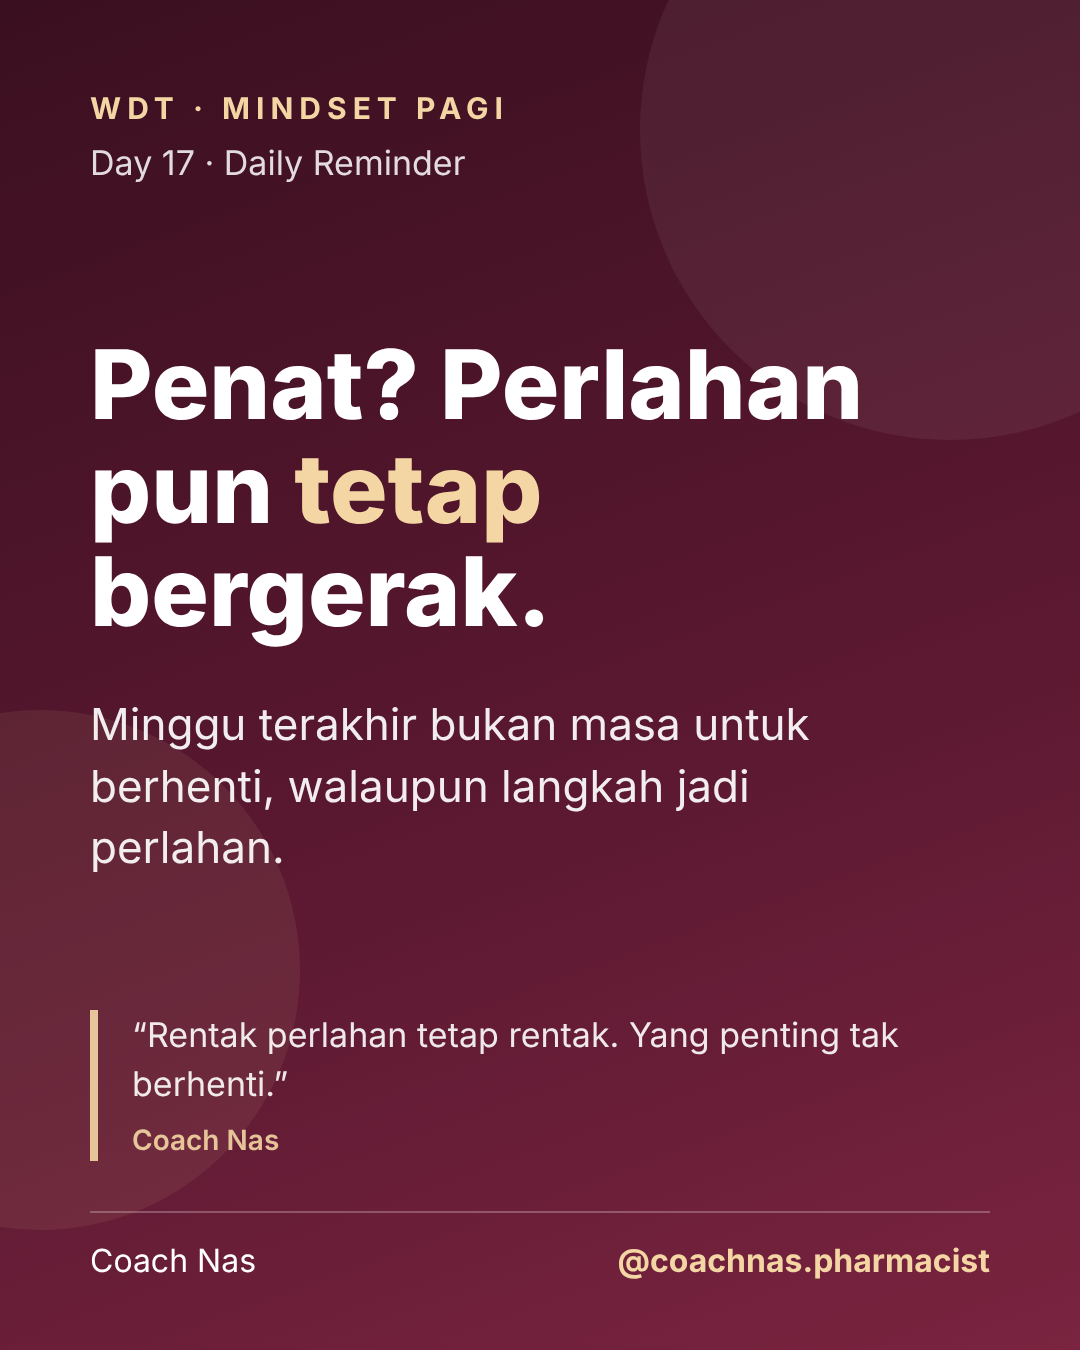 WDT · MINDSET PAGI
Day 17 · Daily Reminder
Penat? Perlahan
pun tetap
bergerak.
Minggu terakhir bukan masa untuk
berhenti, walaupun langkah jadi
perlahan.
“Rentak perlahan tetap rentak. Yang penting tak
berhenti.”
Coach Nas
Coach Nas
@coachnas.pharmacist